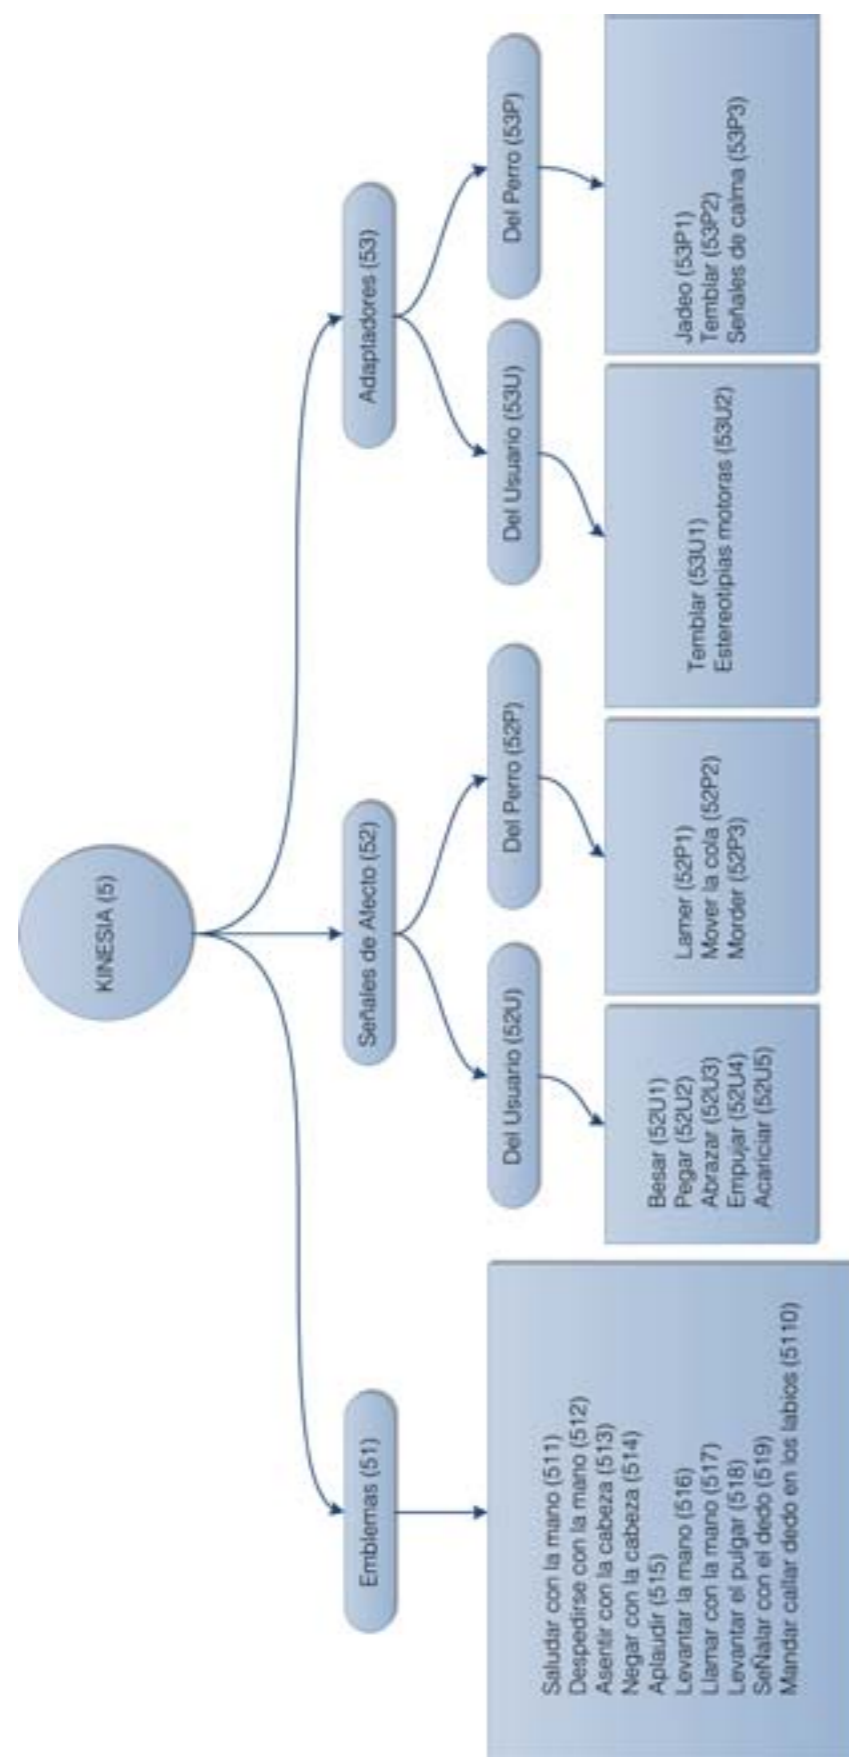 KINESIA (5)
Emblemas (51)
Señales de Afecto (52)
Adaptadores (53)
Del Usuario (52U)
Del Perro (52P)
Del Usuario (53U)
Del Perro (53P)
Saludar con la mano (511)
Despedirse con la mano (512)
Asentir con la cabeza (513)
Negar con la cabeza (514)
Aplaudir (515)
Levantar la mano (516)
Llamar con la mano (517)
Levantar el pulgar (518)
SeÑalar con el dedo (519)
Mandar callar dedo en los labios (5110)
Besar (52U1)
Pegar (52U2)
Abrazar (52U3)
Empujar (52U4)
Acariciar (52U5)
Lamer (52P1)
Mover la cola (52P2)
Morder (52P3)
Temblar (53U1)
Estereotipias motoras (53U2)
Jadeo (53P1)
Temblar (53P2)
Señales de calma (53P3)